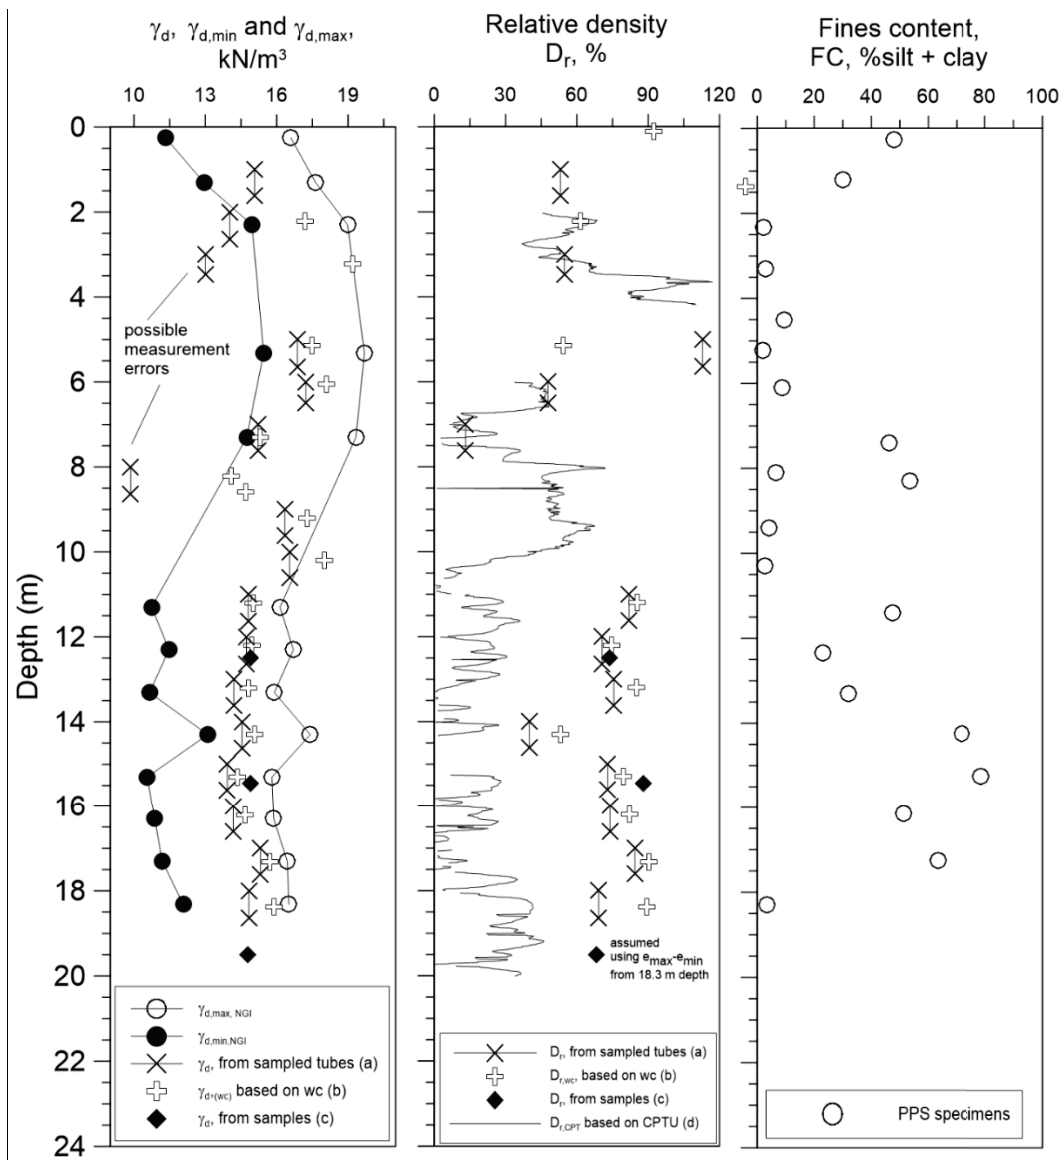 γd, γd,min and γd,max,
kN/m³
10 13 16 19
Relative density
Dr, %
0 30 60 90 120
Fines content,
FC, %silt + clay
0 20 40 60 80 100
Depth (m)
0
2
4
6
8
10
12
14
16
18
20
22
24
possible
measurement
errors
assumed
using emax-emin
from 18.3 m depth
γd,max, NGI
γd,min,NGI
γd, from sampled tubes (a)
γd,(wc) based on wc (b)
γd, from samples (c)
Dr, from sampled tubes (a)
Dr,wc, based on wc (b)
Dr, from samples (c)
Dr,CPT based on CPTU (d)
PPS specimens